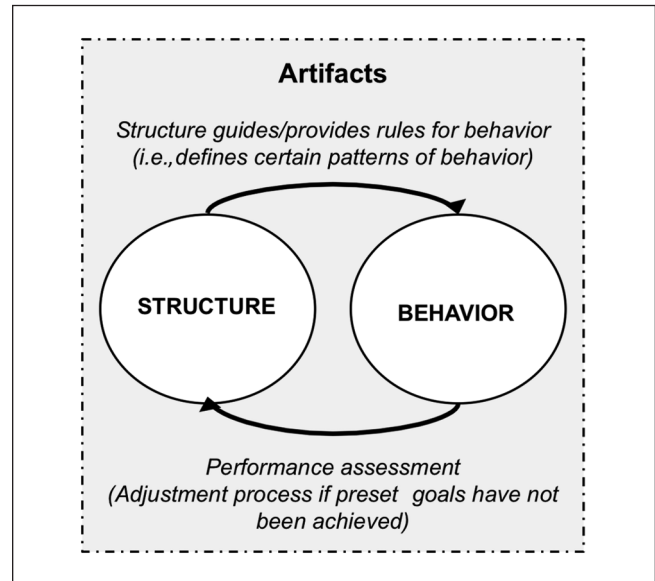 Artifacts
Structure guides/provides rules for behavior
(i.e.,defines certain patterns of behavior)
STRUCTURE
BEHAVIOR
Performance assessment
(Adjustment process if preset goals have not
been achieved)